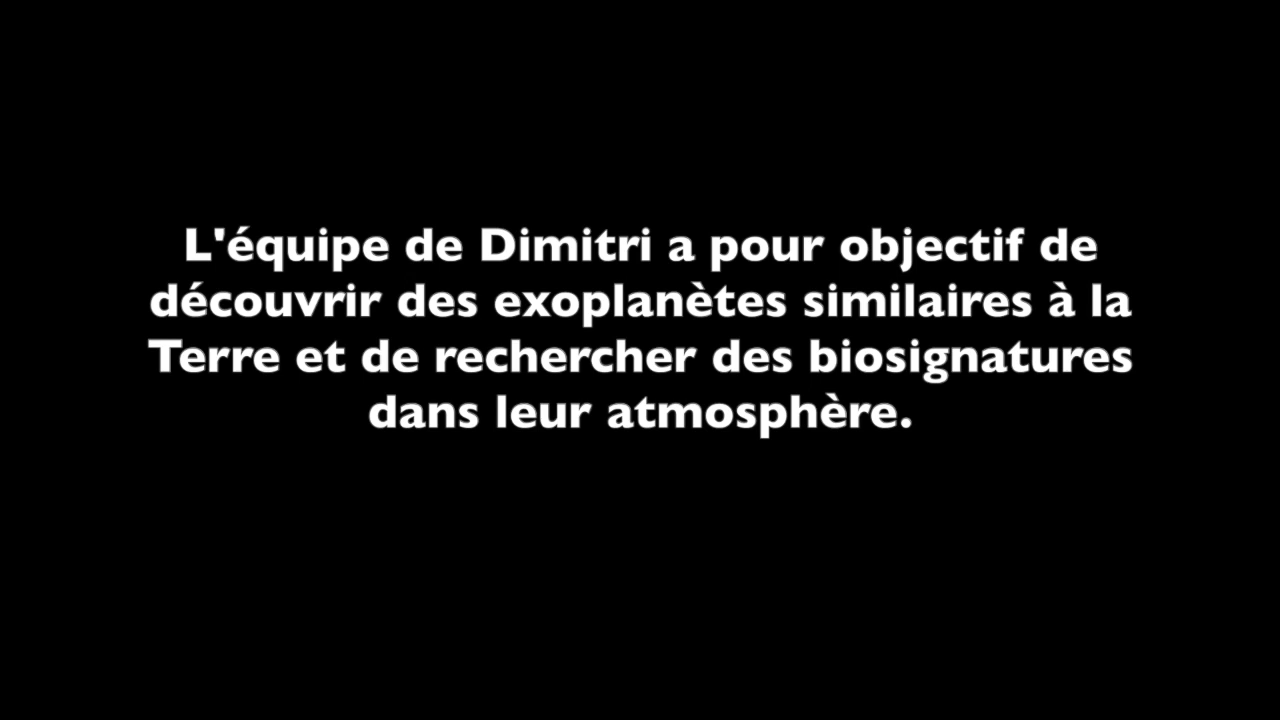 L'équipe de Dimitri a pour objectif de
découvrir des exoplanètes similaires à la
Terre et de rechercher des biosignatures
dans leur atmosphère.